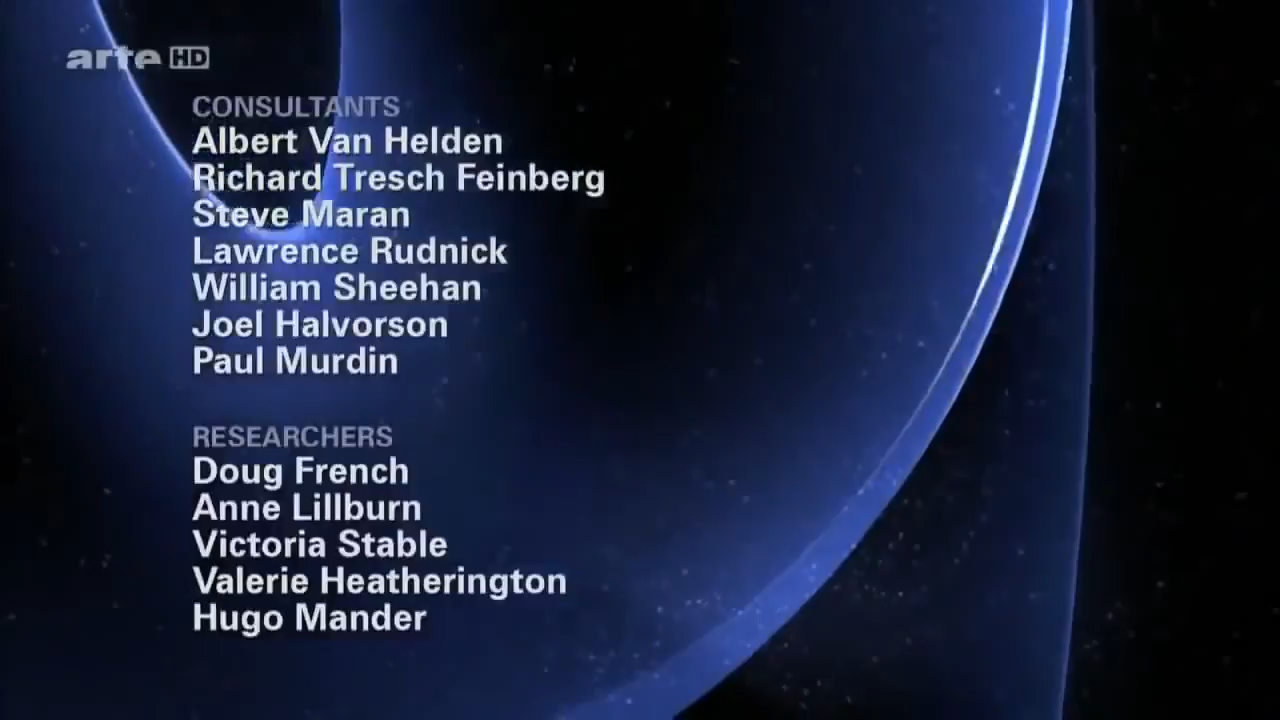 arte HD
CONSULTANTS
Albert Van Helden
Richard Tresch Feinberg
Steve Maran
Lawrence Rudnick
William Sheehan
Joel Halvorson
Paul Murdin
RESEARCHERS
Doug French
Anne Lillburn
Victoria Stable
Valerie Heatherington
Hugo Mander